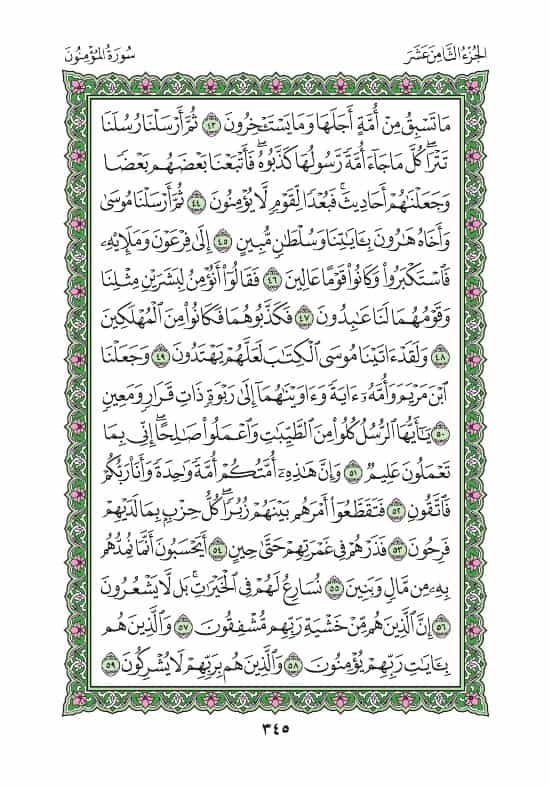 الجُزءُ الثَّامِنَ عَشَرَ
سُورَةُ المُؤْمِنُونَ
مَا تَسْبِقُ مِنْ أُمَّةٍ أَجَلَهَا وَمَا يَسْتَـْٔخِرُونَ ٤٣ ثُمَّ أَرْسَلْنَا رُسُلَنَا
تَتْرَا ۖ كُلَّ مَا جَآءَ أُمَّةً رَّسُولُهَا كَذَّبُوهُ ۚ فَأَتْبَعْنَا بَعْضَهُم بَعْضًا
وَجَعَلْنَٰهُمْ أَحَادِيثَ ۚ فَبُعْدًا لِّقَوْمٍ لَّا يُؤْمِنُونَ ٤٤ ثُمَّ أَرْسَلْنَا مُوسَىٰ
وَأَخَاهُ هَٰرُونَ بِـَٔايَٰتِنَا وَسُلْطَٰنٍ مُّبِينٍ ٤٥ إِلَىٰ فِرْعَوْنَ وَمَلَإِي۟هِۦ
فَٱسْتَكْبَرُوا۟ وَكَانُوا۟ قَوْمًا عَالِينَ ٤٦ فَقَالُوٓا۟ أَنُؤْمِنُ لِبَشَرَيْنِ مِثْلِنَا
وَقَوْمُهُمَا لَنَا عَٰبِدُونَ ٤٧ فَكَذَّبُوهُمَا فَكَانُوا۟ مِنَ ٱلْمُهْلَكِينَ
٤٨ وَلَقَدْ ءَاتَيْنَا مُوسَى ٱلْكِتَٰبَ لَعَلَّهُمْ يَهْتَدُونَ ٤٩ وَجَعَلْنَا
ٱبْنَ مَرْيَمَ وَأُمَّهُۥٓ ءَايَةً وَءَاوَيْنَٰهُمَآ إِلَىٰ رَبْوَةٍ ذَاتِ قَرَارٍ وَمَعِينٍ
٥٠ يَٰٓأَيُّهَا ٱلرُّسُلُ كُلُوا۟ مِنَ ٱلطَّيِّبَٰتِ وَٱعْمَلُوا۟ صَٰلِحًا ۖ إِنِّى بِمَا
تَعْمَلُونَ عَلِيمٌ ٥١ وَإِنَّ هَٰذِهِۦٓ أُمَّتُكُمْ أُمَّةً وَٰحِدَةً وَأَنَا۠ رَبُّكُمْ
فَٱتَّقُونِ ٥٢ فَتَقَطَّعُوٓا۟ أَمْرَهُم بَيْنَهُمْ زُبُرًا ۖ كُلُّ حِزْبٍۭ بِمَا لَدَيْهِمْ
فَرِحُونَ ٥٣ فَذَرْهُمْ فِى غَمْرَتِهِمْ حَتَّىٰ حِينٍ ٥٤ أَيَحْسَبُونَ أَنَّمَا نُمِدُّهُم
بِهِۦ مِن مَّالٍ وَبَنِينَ ٥٥ نُسَارِعُ لَهُمْ فِى ٱلْخَيْرَٰتِ ۚ بَل لَّا يَشْعُرُونَ
٥٦ إِنَّ ٱلَّذِينَ هُم مِّنْ خَشْيَةِ رَبِّهِم مُّشْفِقُونَ ٥٧ وَٱلَّذِينَ هُم
بِـَٔايَٰتِ رَبِّهِمْ يُؤْمِنُونَ ٥٨ وَٱلَّذِينَ هُم بِرَبِّهِمْ لَا يُشْرِكُونَ ٥٩
٣٤٥